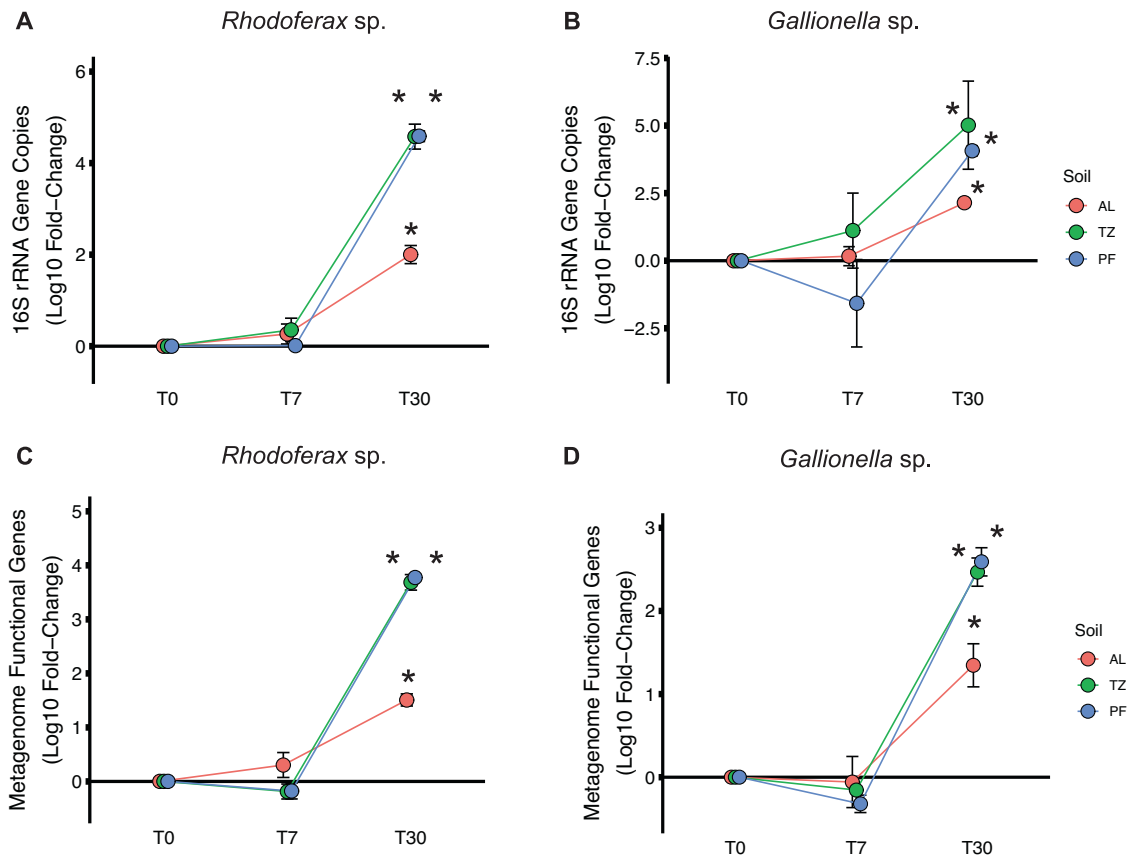 A
Rhodoferax sp.
16S rRNA Gene Copies
(Log10 Fold−Change)
6
4
2
0
* *
*
T0 T7 T30
B
Gallionella sp.
16S rRNA Gene Copies
(Log10 Fold−Change)
7.5
5.0
2.5
0.0
−2.5
*
*
*
T0 T7 T30
Soil
AL
TZ
PF
C
Rhodoferax sp.
Metagenome Functional Genes
(Log10 Fold−Change)
5
4
3
2
1
0
* *
*
T0 T7 T30
D
Gallionella sp.
Metagenome Functional Genes
(Log10 Fold−Change)
3
2
1
0
* *
*
T0 T7 T30
Soil
AL
TZ
PF